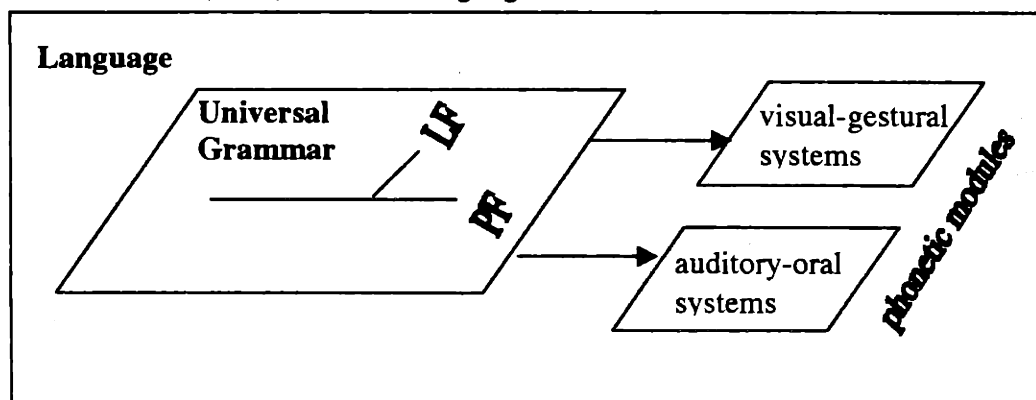 Language
Universal
Grammar
LF
PF
visual-gestural
systems
auditory-oral
systems
phonetic modules